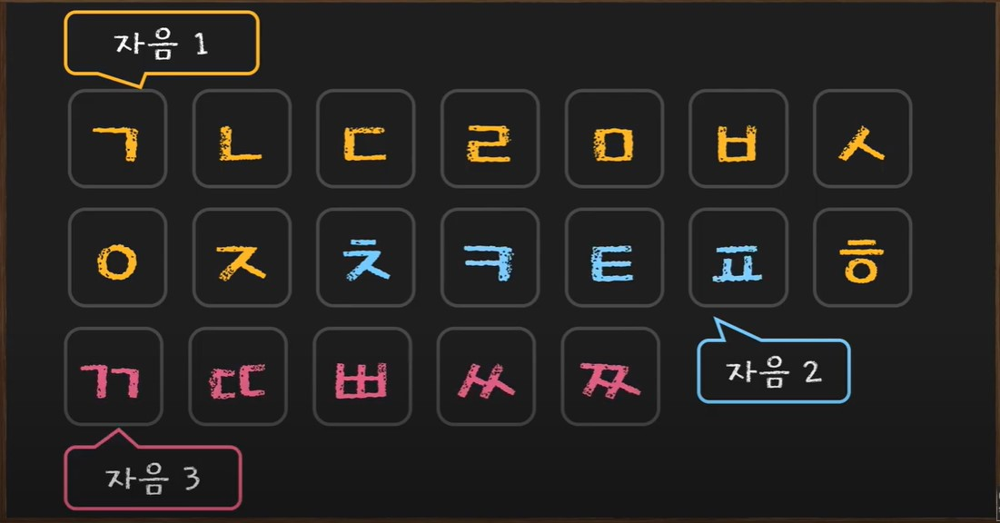 자음 1
ㄱ ㄴ ㄷ ㄹ ㅁ ㅂ ㅅ
ㅇ ㅈ ㅊ ㅋ ㅌ ㅍ ㅎ
ㄲ ㄸ ㅃ ㅆ ㅉ
자음 2
자음 3